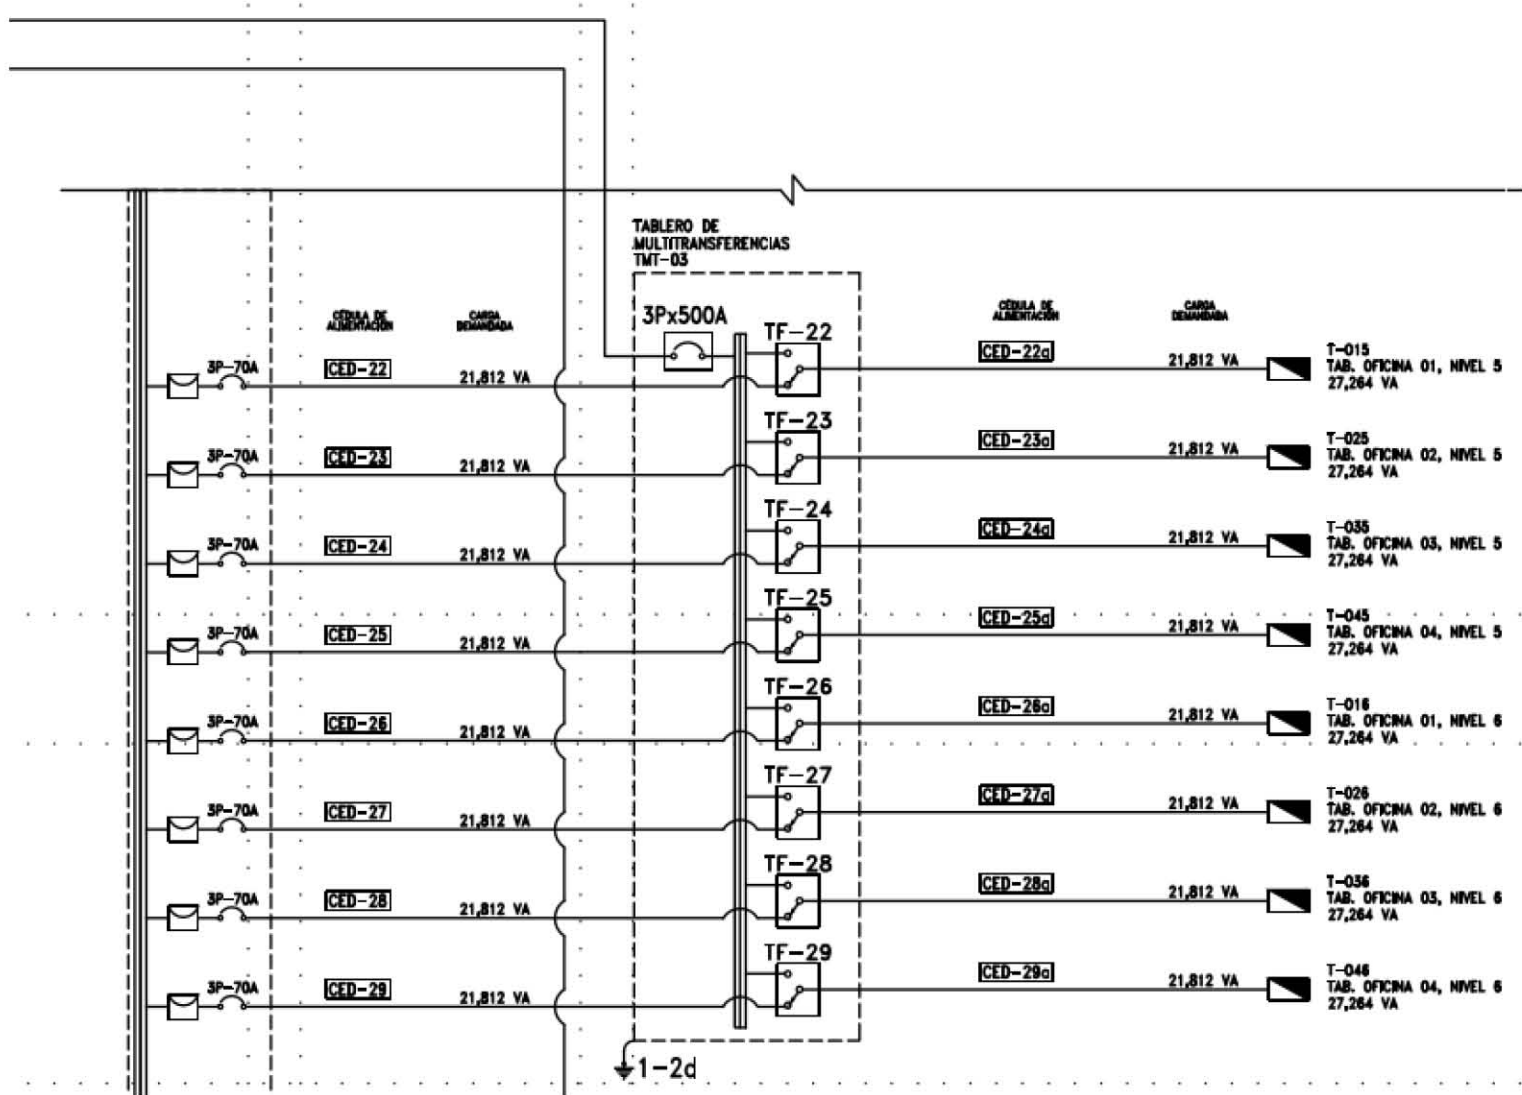 TABLERO DE
MULTITRANSFERENCIAS
TMT-03
CÉDULA DE
ALIMENTACIÓN
CARGA
DEMANDADA
3Px500A
CÉDULA DE
ALIMENTACIÓN
CARGA
DEMANDADA
3P-70A
CED-22
21,812 VA
TF-22
CED-22a
21,812 VA
T-015
TAB. OFICINA 01, NIVEL 5
27,264 VA
3P-70A
CED-23
21,812 VA
TF-23
CED-23a
21,812 VA
T-025
TAB. OFICINA 02, NIVEL 5
27,264 VA
3P-70A
CED-24
21,812 VA
TF-24
CED-24a
21,812 VA
T-035
TAB. OFICINA 03, NIVEL 5
27,264 VA
3P-70A
CED-25
21,812 VA
TF-25
CED-25a
21,812 VA
T-045
TAB. OFICINA 04, NIVEL 5
27,264 VA
3P-70A
CED-26
21,812 VA
TF-26
CED-26a
21,812 VA
T-016
TAB. OFICINA 01, NIVEL 6
27,264 VA
3P-70A
CED-27
21,812 VA
TF-27
CED-27a
21,812 VA
T-026
TAB. OFICINA 02, NIVEL 6
27,264 VA
3P-70A
CED-28
21,812 VA
TF-28
CED-28a
21,812 VA
T-036
TAB. OFICINA 03, NIVEL 6
27,264 VA
3P-70A
CED-29
21,812 VA
TF-29
CED-29a
21,812 VA
T-046
TAB. OFICINA 04, NIVEL 6
27,264 VA
1-2d